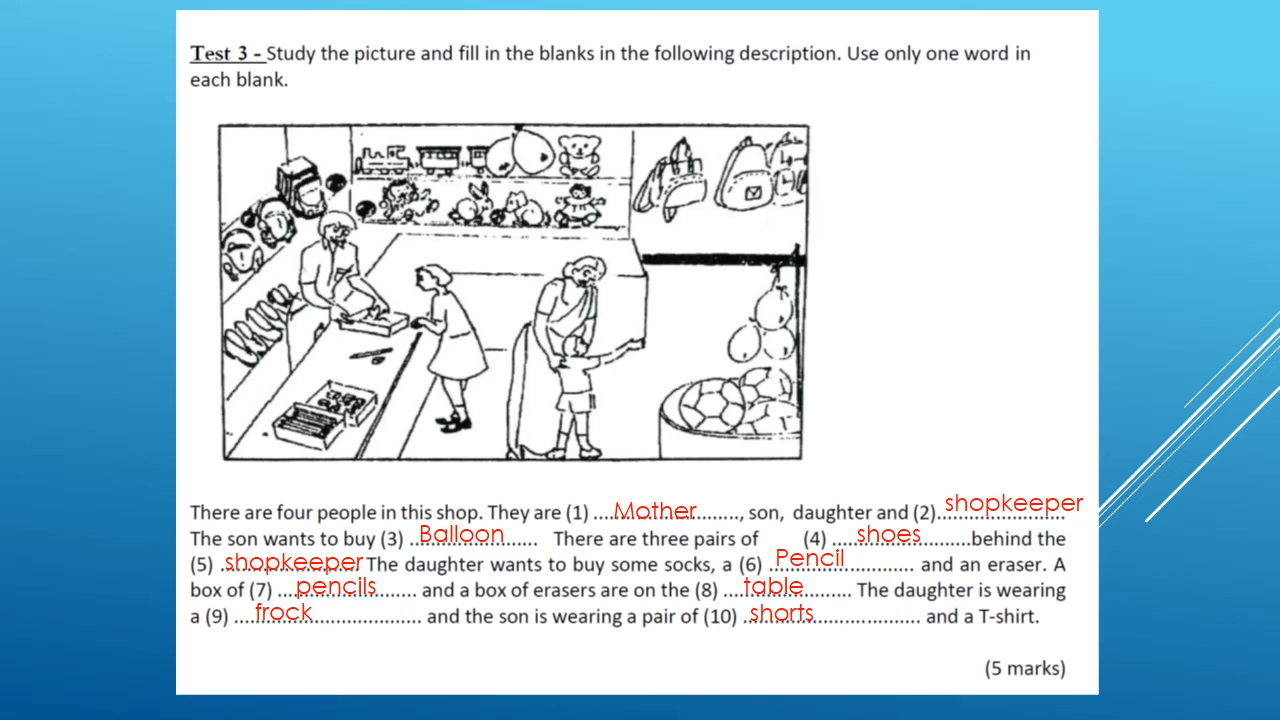 Test 3 - Study the picture and fill in the blanks in the following description. Use only one word in
each blank.
There are four people in this shop. They are (1) ....Mother......., son, daughter and (2)....shopkeeper....
The son wants to buy (3) ..Balloon...... There are three pairs of (4) ....shoes........behind the
(5) .shopkeeper The daughter wants to buy some socks, a (6) .Pencil............ and an eraser. A
box of (7) ...pencils...... and a box of erasers are on the (8) ....table........ The daughter is wearing
a (9) ...frock.................. and the son is wearing a pair of (10) .shorts.................. and a T-shirt.
(5 marks)